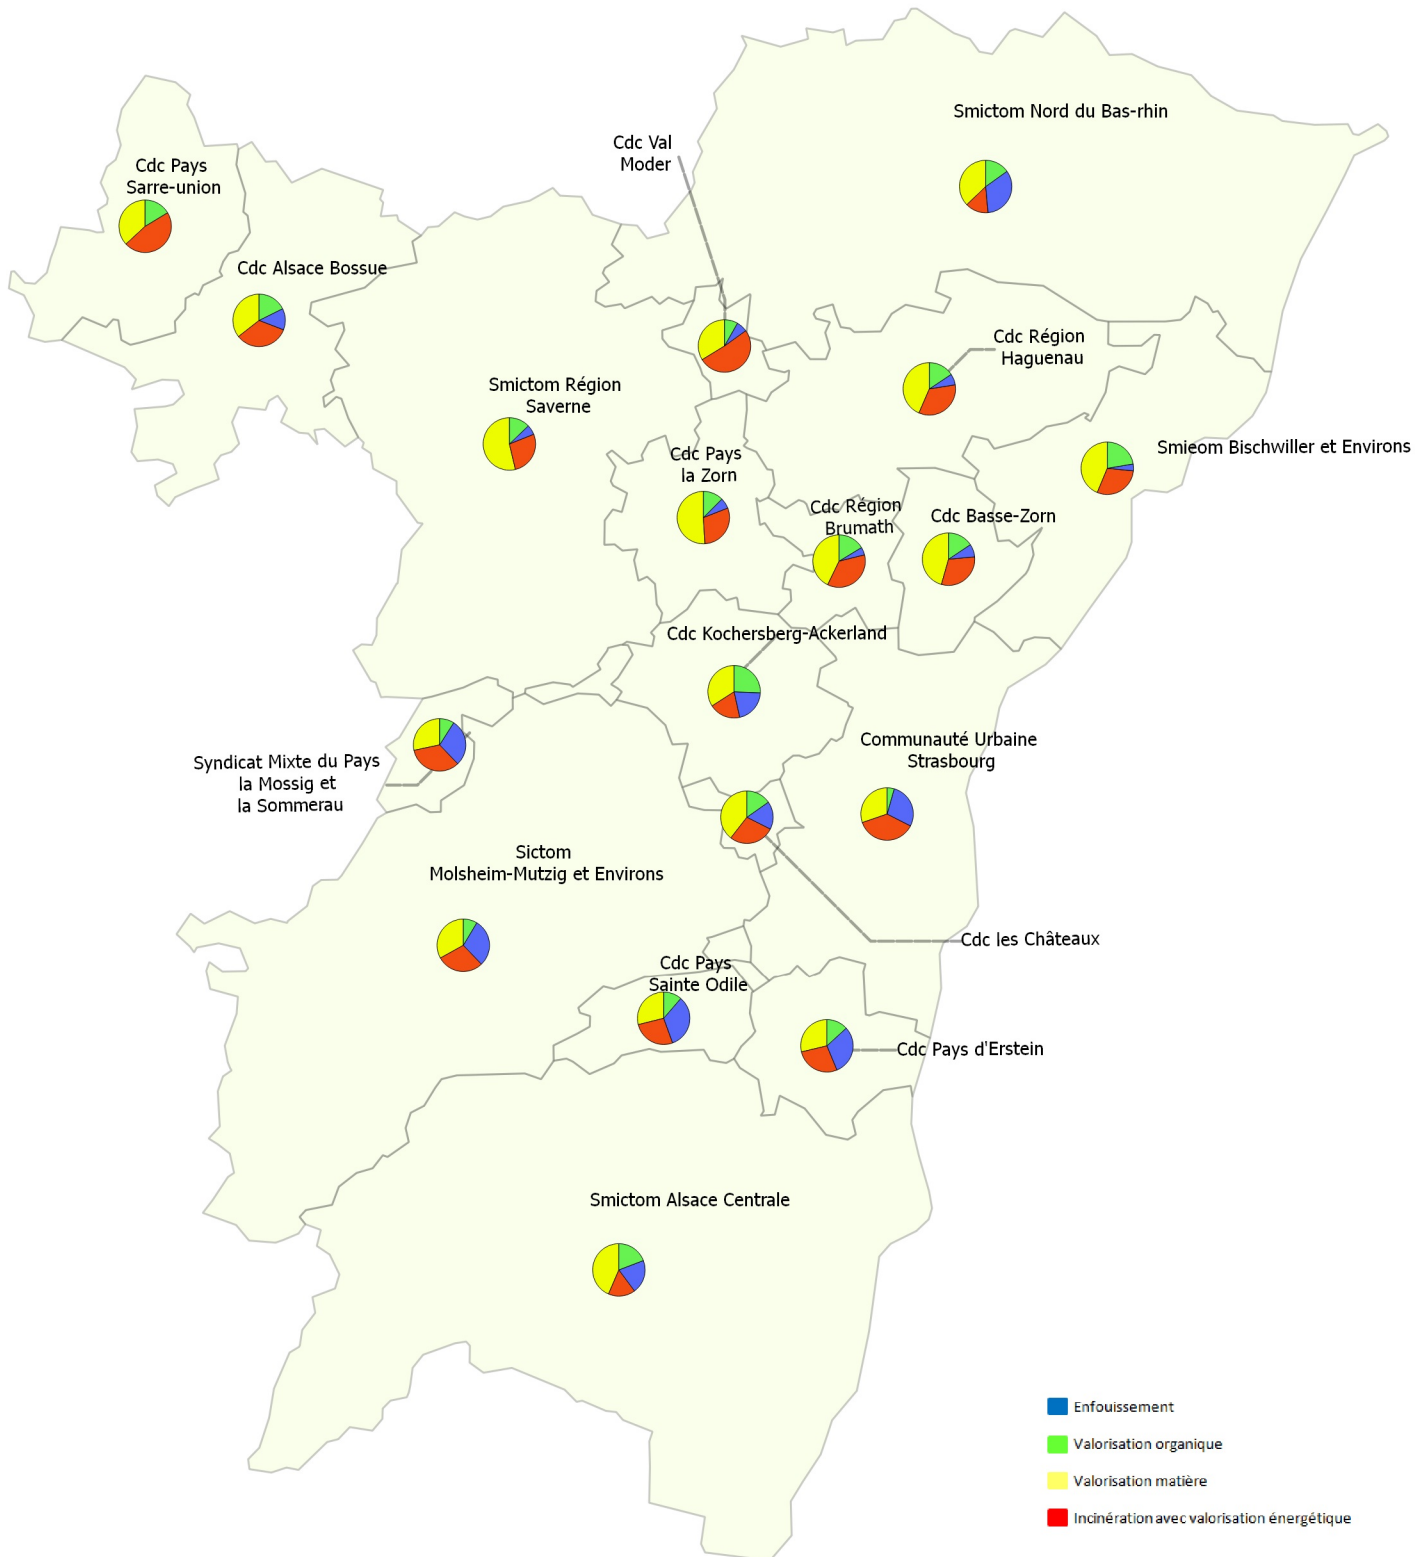 Smictom Nord du Bas-rhin
Cdc Val
Moder
Cdc Pays
Sarre-union
Cdc Alsace Bossue
Cdc Région
Haguenau
Smictom Région
Saverne
Smieom Bischwiller et Environs
Cdc Pays
la Zorn
Cdc Région
Brumath
Cdc Basse-Zorn
Cdc Kochersberg-Ackerland
Communauté Urbaine
Strasbourg
Syndicat Mixte du Pays
la Mossig et
la Sommerau
Sictom
Molsheim-Mutzig et Environs
Cdc les Châteaux
Cdc Pays
Sainte Odile
Cdc Pays d'Erstein
Smictom Alsace Centrale
Enfouissement
Valorisation organique
Valorisation matière
Incinération avec valorisation énergétique